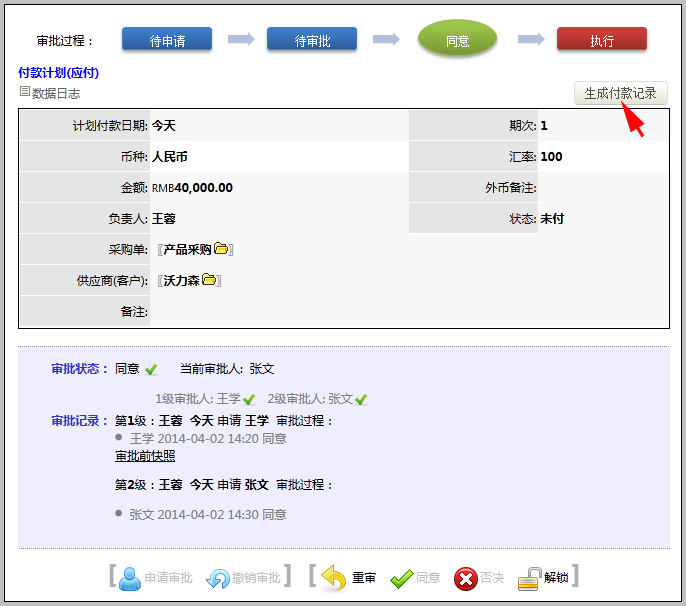 审批过程： 待申请 待审批 同意 执行
付款计划(应付)
数据日志
生成付款记录
计划付款日期: 今天 期次: 1
币种: 人民币 汇率: 100
金额: RMB40,000.00 外币备注:
负责人: 王蓉 状态: 未付
采购单: 〖产品采购〗
供应商(客户): 〖沃力森〗
备注:
审批状态： 同意 当前审批人: 张文
1级审批人: 王学 2级审批人: 张文
审批记录： 第1级：王蓉 今天 申请 王学 审批过程：
● 王学 2014-04-02 14:20 同意
审批前快照
第2级：王蓉 今天 申请 张文 审批过程：
● 张文 2014-04-02 14:30 同意
[ 申请审批 撤销审批 ] [ 重审 同意 否决 解锁 ]